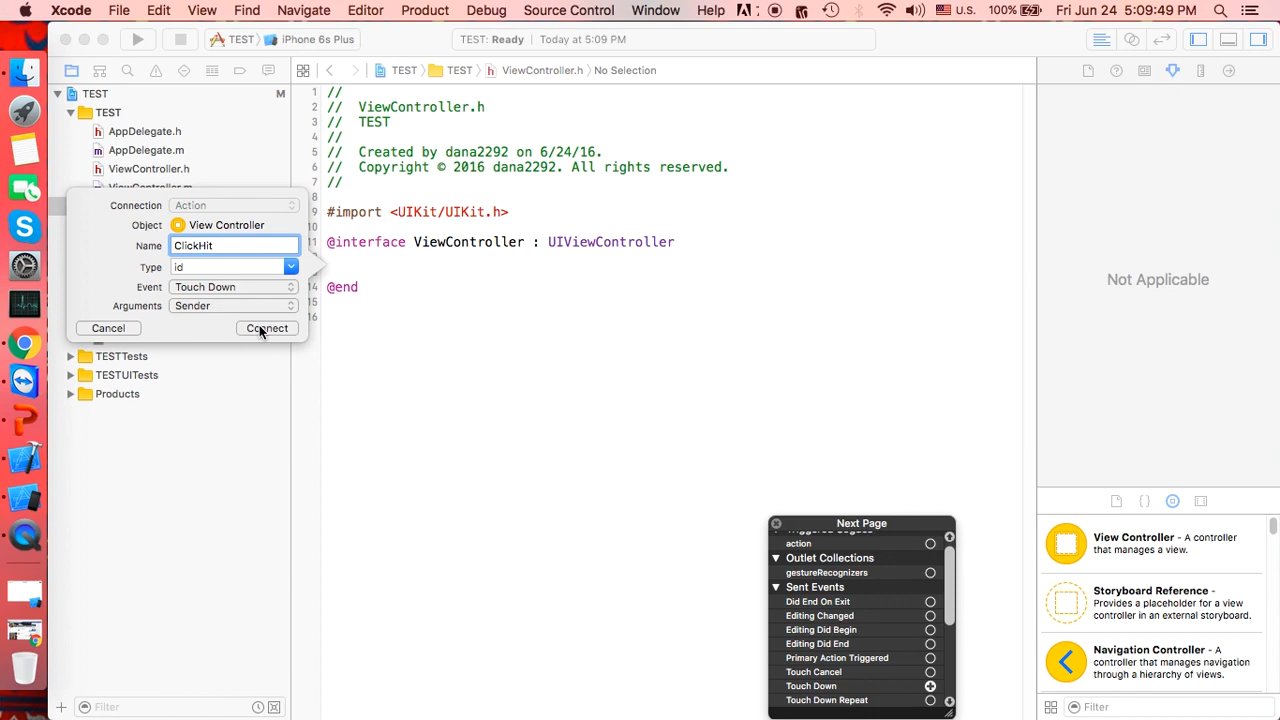 Xcode File Edit View Find Navigate Editor Product Debug Source Control Window Help U.S. 100% Fri Jun 24 5:09:49 PM
TEST iPhone 6s Plus TEST: Ready Today at 5:09 PM
TEST TEST ViewController.h No Selection
TEST M
TEST
AppDelegate.h
AppDelegate.m
ViewController.h
ViewController.m
Connection Action
Object View Controller
Name ClickHit
Type id
Event Touch Down
Arguments Sender
Cancel Connect
TESTTests
TESTUITests
Products
Filter
1 //
2 // ViewController.h
3 // TEST
4 //
5 // Created by dana2292 on 6/24/16.
6 // Copyright © 2016 dana2292. All rights reserved.
7 //
8
9 #import <UIKit/UIKit.h>
10
11 @interface ViewController : UIViewController
14 @end
15
16
Next Page
action
Outlet Collections
gestureRecognizers
Sent Events
Did End On Exit
Editing Changed
Editing Did Begin
Editing Did End
Primary Action Triggered
Touch Cancel
Touch Down
Touch Down Repeat
Not Applicable
{ }
View Controller - A
controller that manages a view.
Storyboard Reference -
Provides a placeholder for a view
controller in an external storyboard.
Navigation Controller - A
controller that manages navigation
through a hierarchy of views.
Filter